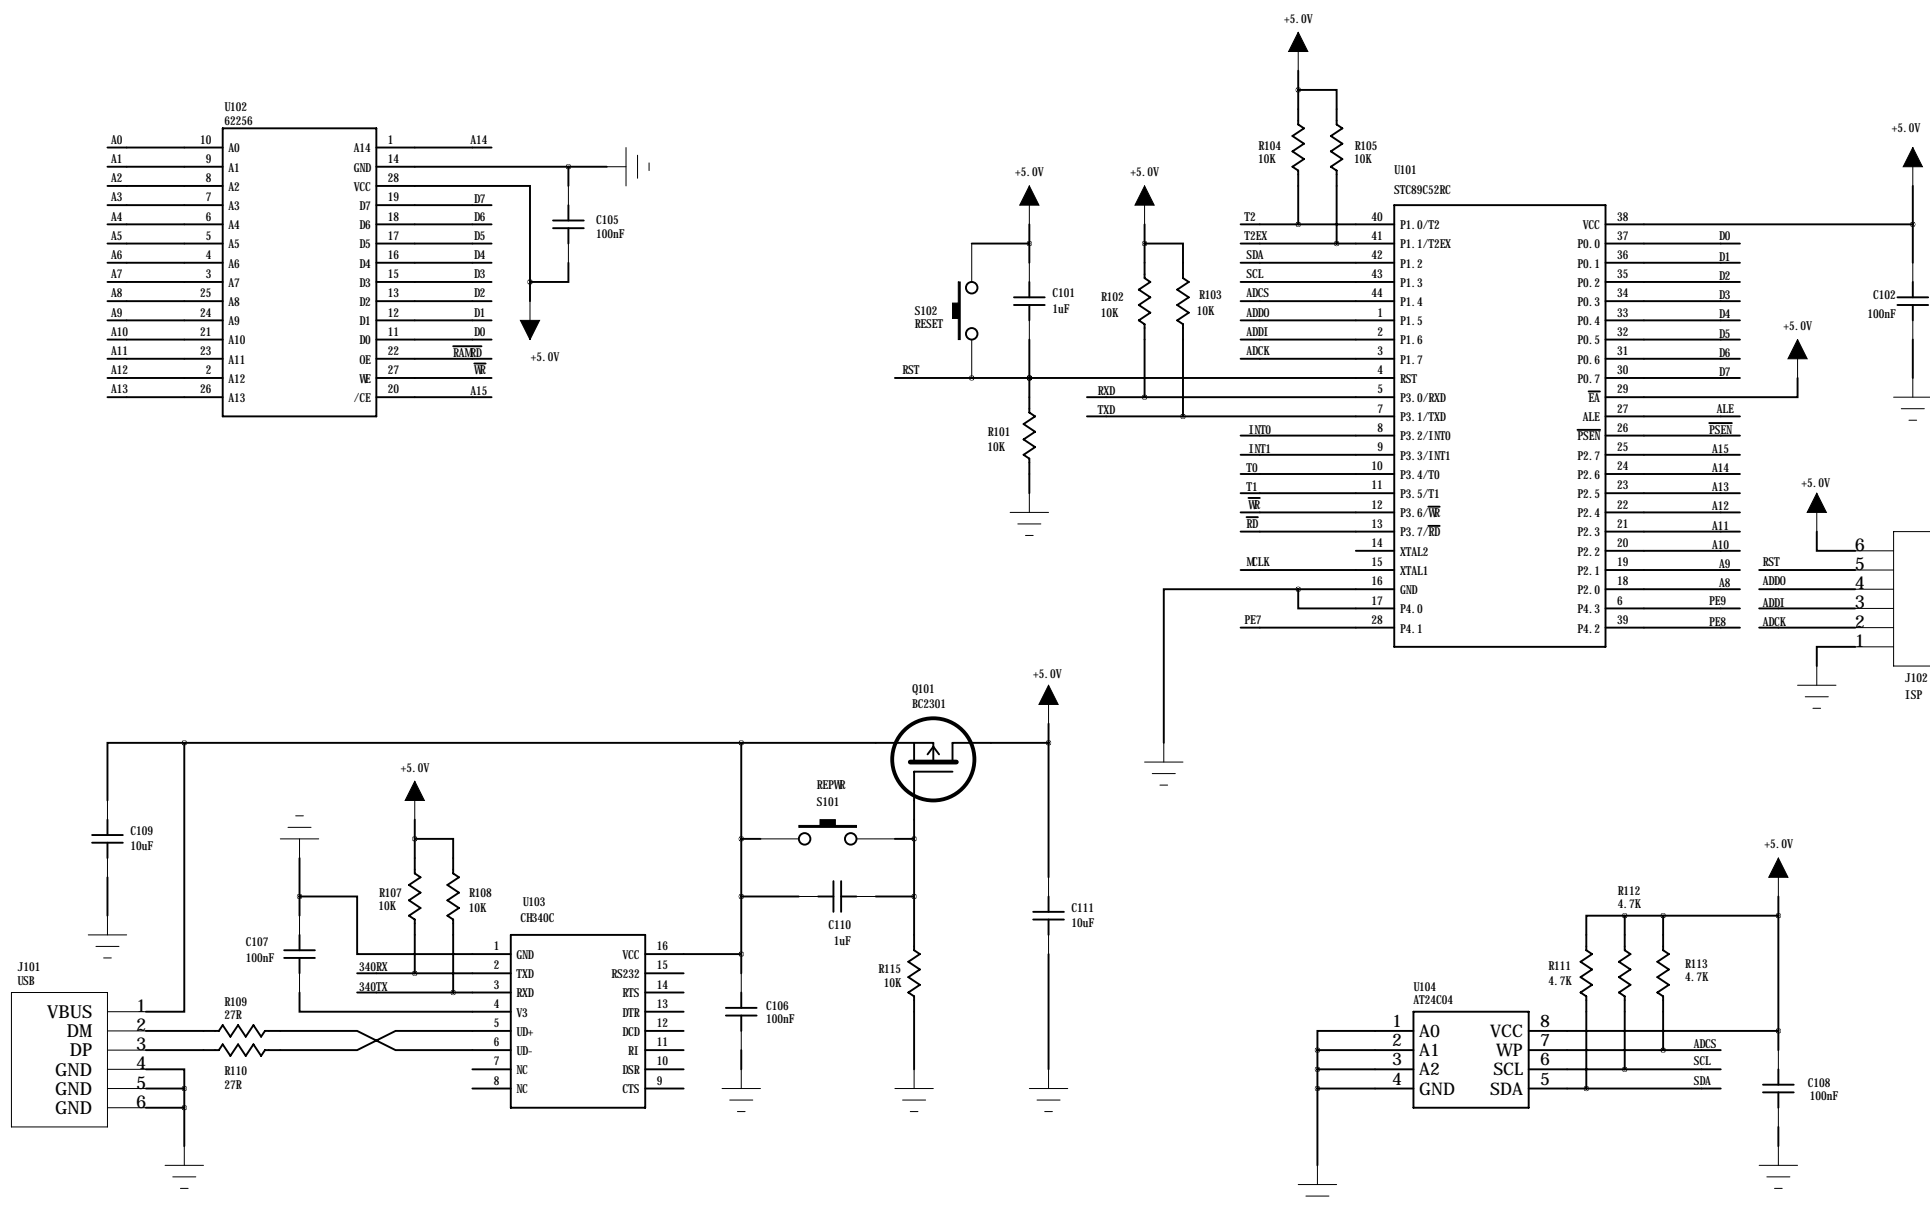 U102
62256
A0 10 A0 A14 1 A14
A1 9 A1 GND 14
A2 8 A2 VCC 28
A3 7 A3 D7 19 D7
A4 6 A4 D6 18 D6
A5 5 A5 D5 17 D5
A6 4 A6 D4 16 D4
A7 3 A7 D3 15 D3
A8 25 A8 D2 13 D2
A9 24 A9 D1 12 D1
A10 21 A10 D0 11 D0
A11 23 A11 OE 22 RAMRD
A12 2 A12 WE 27 WR
A13 26 A13 /CE 20 A15
C105
100nF
+5.0V
+5.0V
S102
RESET
C101
1uF
RST
R101
10K
+5.0V
R102
10K
R103
10K
+5.0V
R104
10K
R105
10K
U101
STC89C52RC
T2 40 P1.0/T2 VCC 38
T2EX 41 P1.1/T2EX P0.0 37 D0
SDA 42 P1.2 P0.1 36 D1
SCL 43 P1.3 P0.2 35 D2
ADCS 44 P1.4 P0.3 34 D3
ADDO 1 P1.5 P0.4 33 D4
ADDI 2 P1.6 P0.5 32 D5
ADCK 3 P1.7 P0.6 31 D6
4 RST P0.7 30 D7
RXD 5 P3.0/RXD EA 29
TXD 7 P3.1/TXD ALE 27 ALE
INT0 8 P3.2/INT0 PSEN 26 PSEN
INT1 9 P3.3/INT1 P2.7 25 A15
T0 10 P3.4/T0 P2.6 24 A14
T1 11 P3.5/T1 P2.5 23 A13
WR 12 P3.6/WR P2.4 22 A12
RD 13 P3.7/RD P2.3 21 A11
14 XTAL2 P2.2 20 A10
MCLK 15 XTAL1 P2.1 19 A9
16 GND P2.0 18 A8
17 P4.0 P4.3 6 PE9
PE7 28 P4.1 P4.2 39 PE8
+5.0V
C102
100nF
+5.0V
+5.0V
6
RST 5
ADDO 4
ADDI 3
ADCK 2
1
J102
ISP
Q101
BC2301
+5.0V
C109
10uF
+5.0V
REPWR
S101
R107
10K
R108
10K
C107
100nF
C110
1uF
C111
10uF
R115
10K
C106
100nF
U103
CH340C
1 GND VCC 16
340RX 2 TXD RS232 15
340TX 3 RXD RTS 14
4 V3 DTR 13
5 UD+ DCD 12
6 UD- RI 11
7 NC DSR 10
8 NC CTS 9
J101
USB
VBUS 1
DM 2
DP 3
GND 4
GND 5
GND 6
R109
27R
R110
27R
+5.0V
R112
4.7K
R111
4.7K
R113
4.7K
U104
AT24C04
1 A0 VCC 8
2 A1 WP 7 ADCS
3 A2 SCL 6 SCL
4 GND SDA 5 SDA
C108
100nF